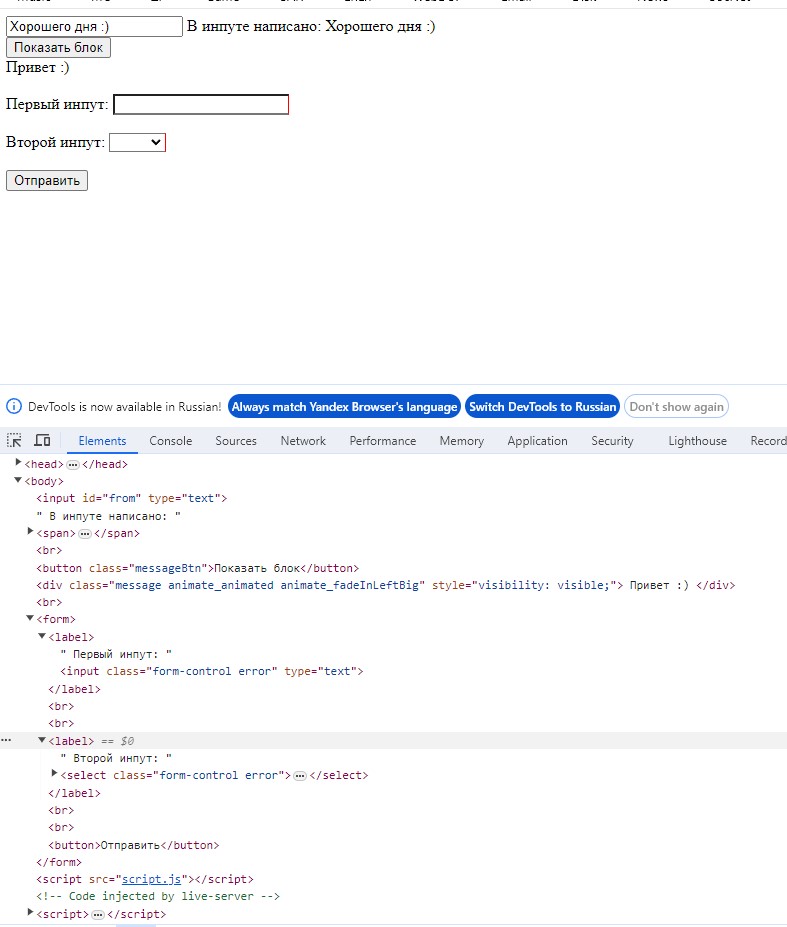 Хорошего дня :) В инпуте написано: Хорошего дня :)
Показать блок
Привет :)
Первый инпут:
Второй инпут:
Отправить
DevTools is now available in Russian! Always match Yandex Browser's language Switch DevTools to Russian Don't show again
Elements Console Sources Network Performance Memory Application Security Lighthouse Record
<head> ... </head>
<body>
<input id="from" type="text">
" В инпуте написано: "
<span> ... </span>
<br>
<button class="messageBtn">Показать блок</button>
<div class="message animate_animated animate_fadeInLeftBig" style="visibility: visible;"> Привет :) </div>
<br>
<form>
<label>
" Первый инпут: "
<input class="form-control error" type="text">
</label>
<br>
<br>
... <label> == $0
" Второй инпут: "
<select class="form-control error"> ... </select>
</label>
<br>
<br>
<button>Отправить</button>
</form>
<script src="script.js"></script>
<!-- Code injected by live-server -->
<script> ... </script>